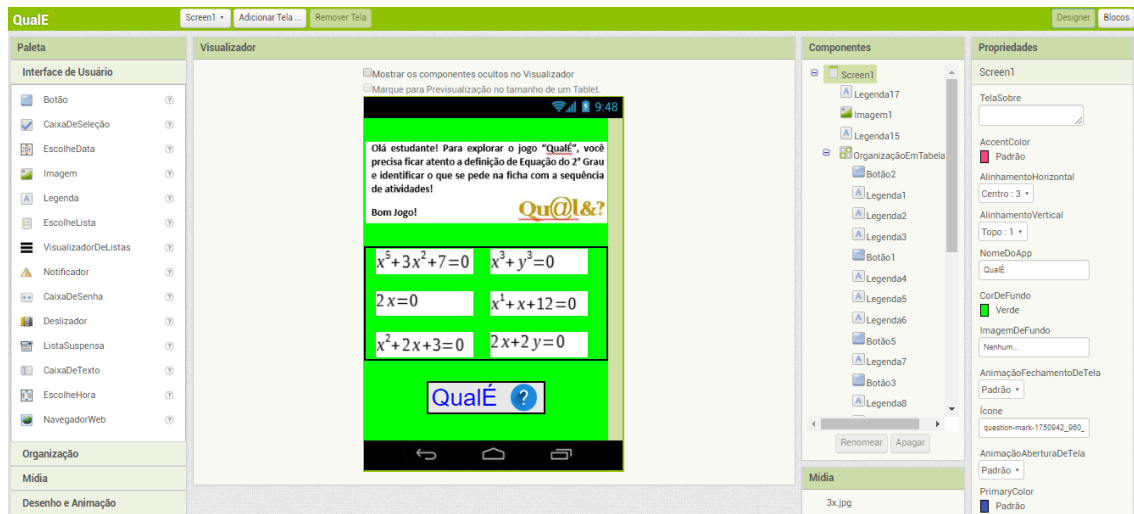 QualE
Screen1
Adicionar Tela ...
Remover Tela
Designer
Blocos
Paleta
Interface de Usuário
Botão
CaixaDeSeleção
EscolheData
Imagem
Legenda
EscolheLista
VisualizadorDeListas
Notificador
CaixaDeSenha
Deslizador
ListaSuspensa
CaixaDeTexto
EscolheHora
NavegadorWeb
Organização
Mídia
Desenho e Animação
Visualizador
Mostrar os componentes ocultos no Visualizador
Marque para Previsualização no tamanho de um Tablet.
9:48
Olá estudante! Para explorar o jogo “QualÉ”, você
precisa ficar atento a definição de Equação do 2° Grau
e identificar o que se pede na ficha com a sequência
de atividades!
Bom Jogo!
Qu@l&?
x⁵+3x²+7=0
x³+y³=0
2x=0
x¹+x+12=0
x²+2x+3=0
2x+2y=0
QualÉ ?
Componentes
Screen1
Legenda17
Imagem1
Legenda15
OrganizaçãoEmTabela
Botão2
Legenda1
Legenda2
Legenda3
Botão1
Legenda4
Legenda5
Legenda6
Botão5
Legenda7
Botão3
Legenda8
Renomear
Apagar
Mídia
3x.jpg
Propriedades
Screen1
TelaSobre
AccentColor
Padrão
AlinhamentoHorizontal
Centro : 3
AlinhamentoVertical
Topo : 1
NomeDoApp
QualÉ
CorDeFundo
Verde
ImagemDeFundo
Nenhum...
AnimaçãoFechamentoDeTela
Padrão
Ícone
question-mark-1750942_960_
AnimaçãoAberturaDeTela
Padrão
PrimaryColor
Padrão